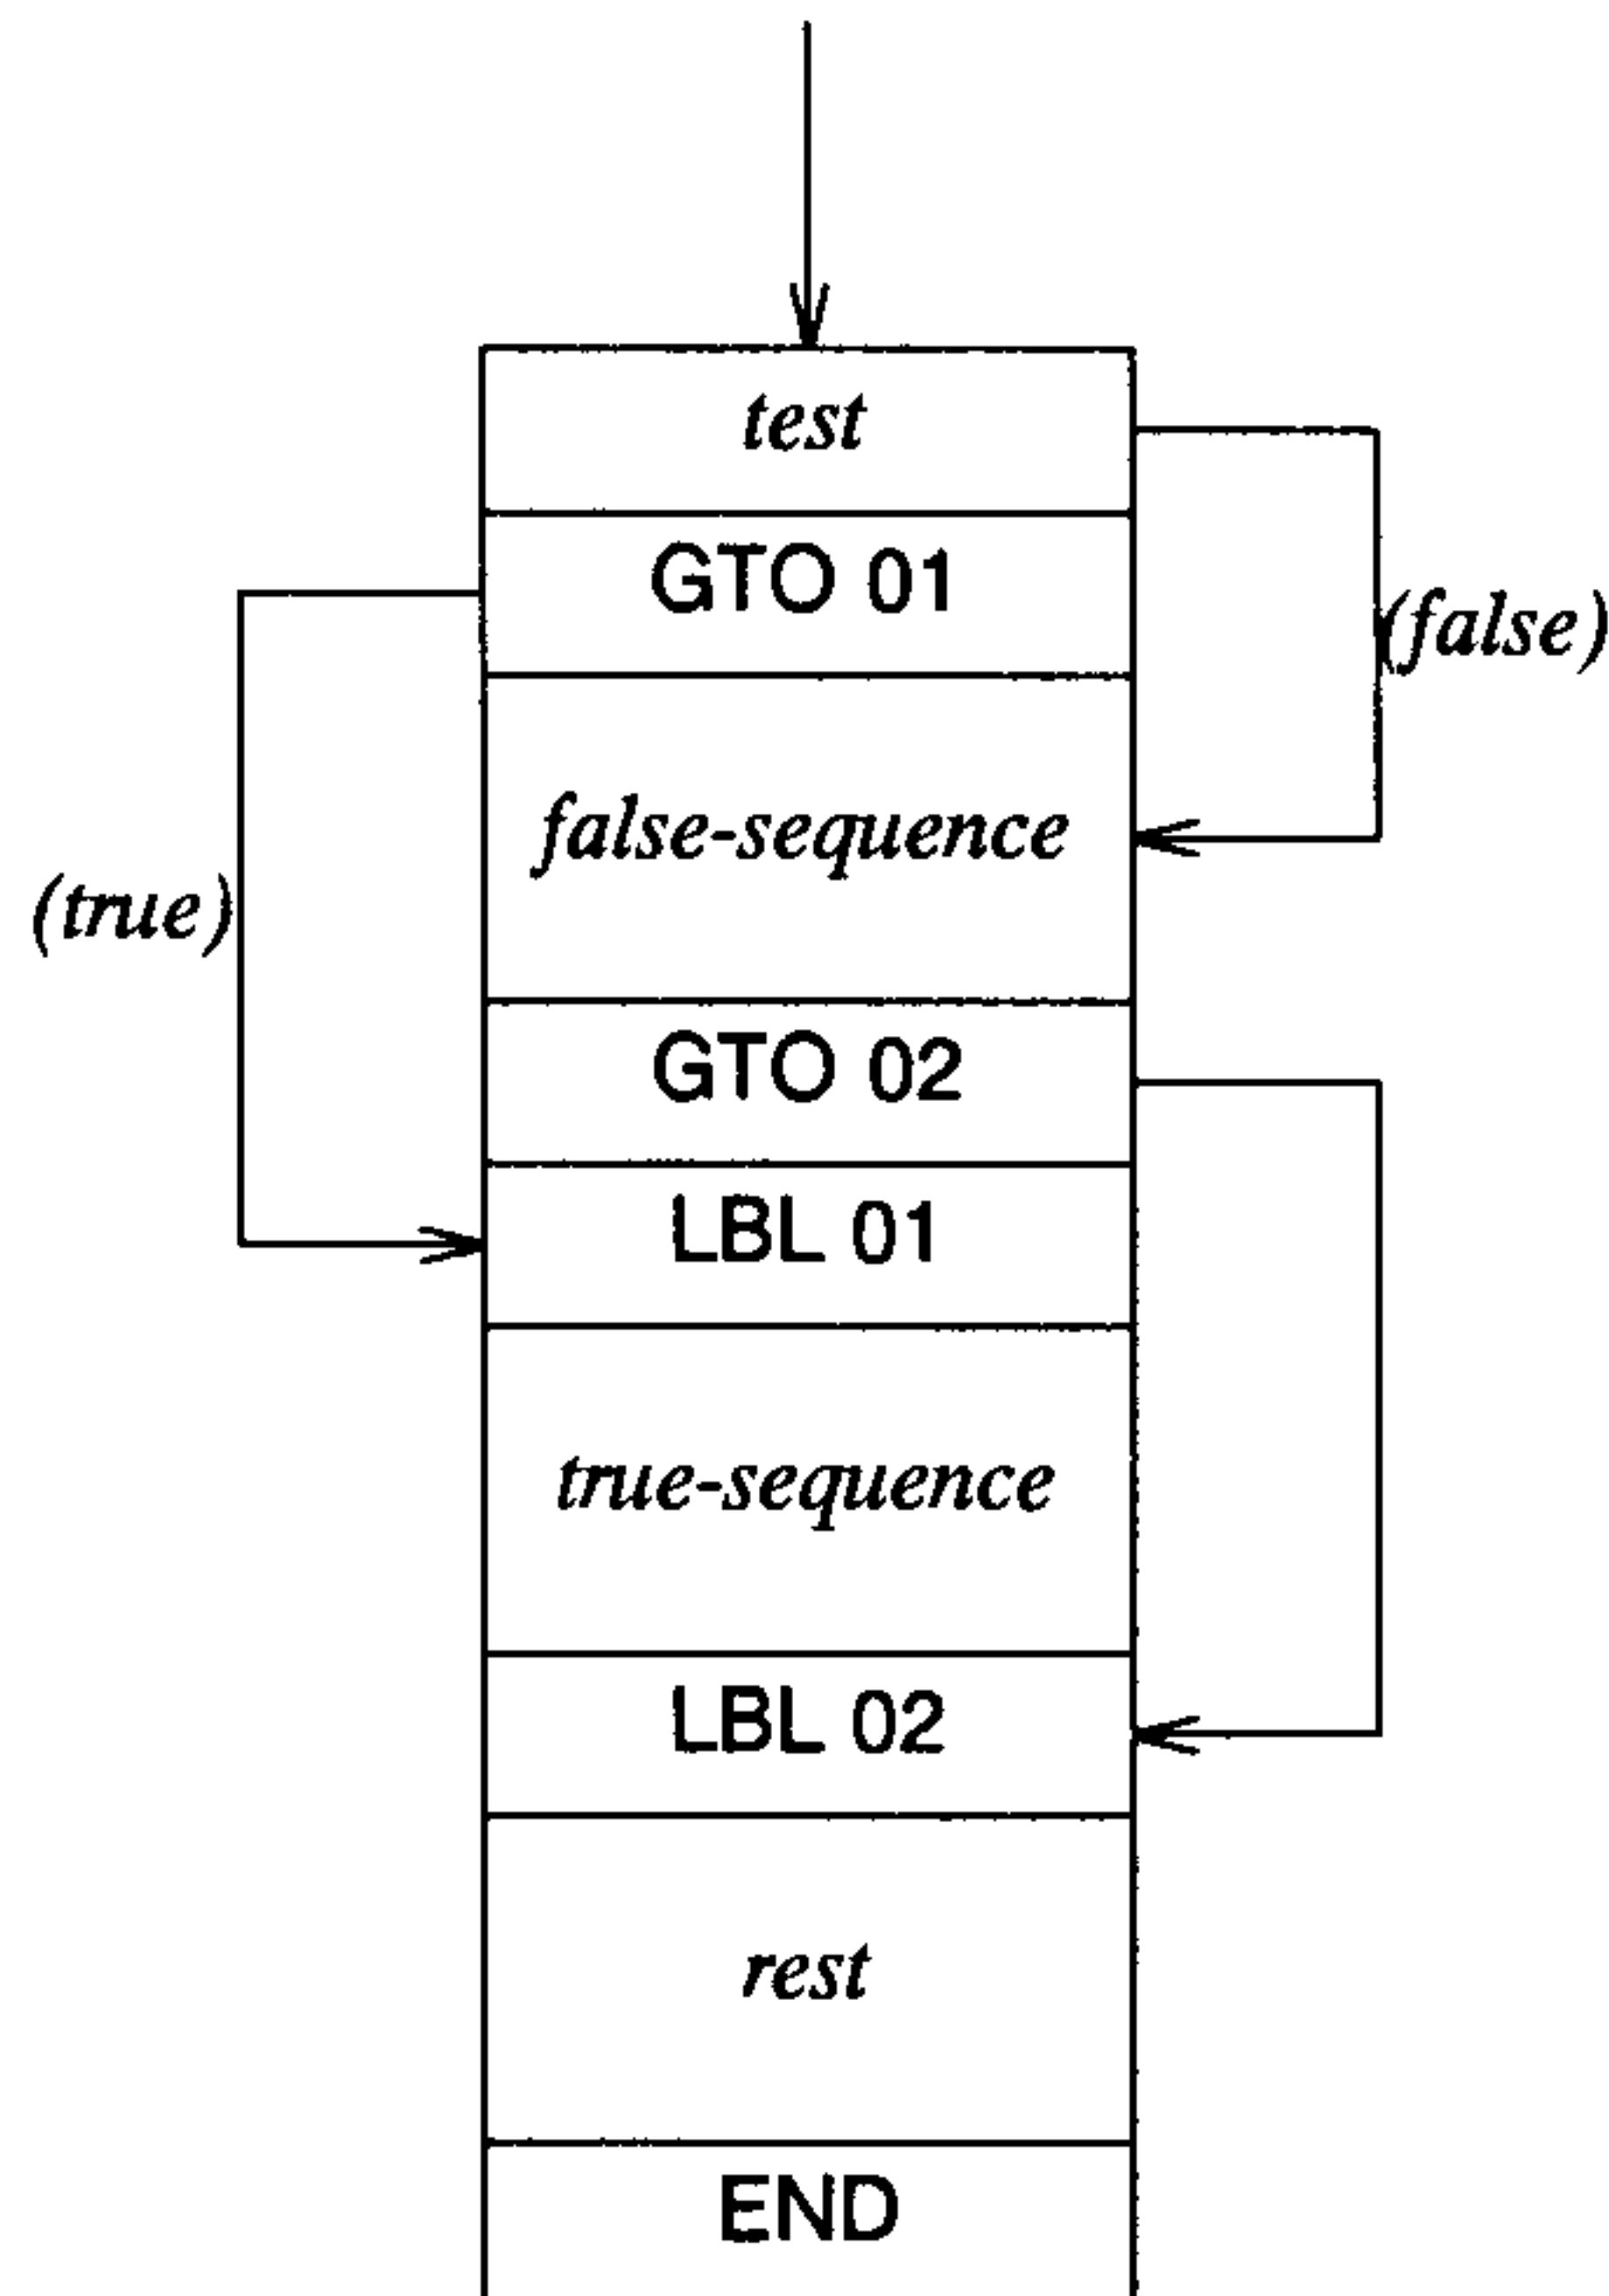 test
GTO 01
(false)
false-sequence
(true)
GTO 02
LBL 01
true-sequence
LBL 02
rest
END